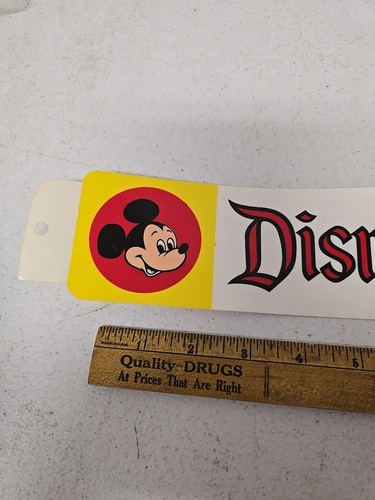 Disn
1 2 3 4 5
Quality DRUGS
At Prices That Are Right